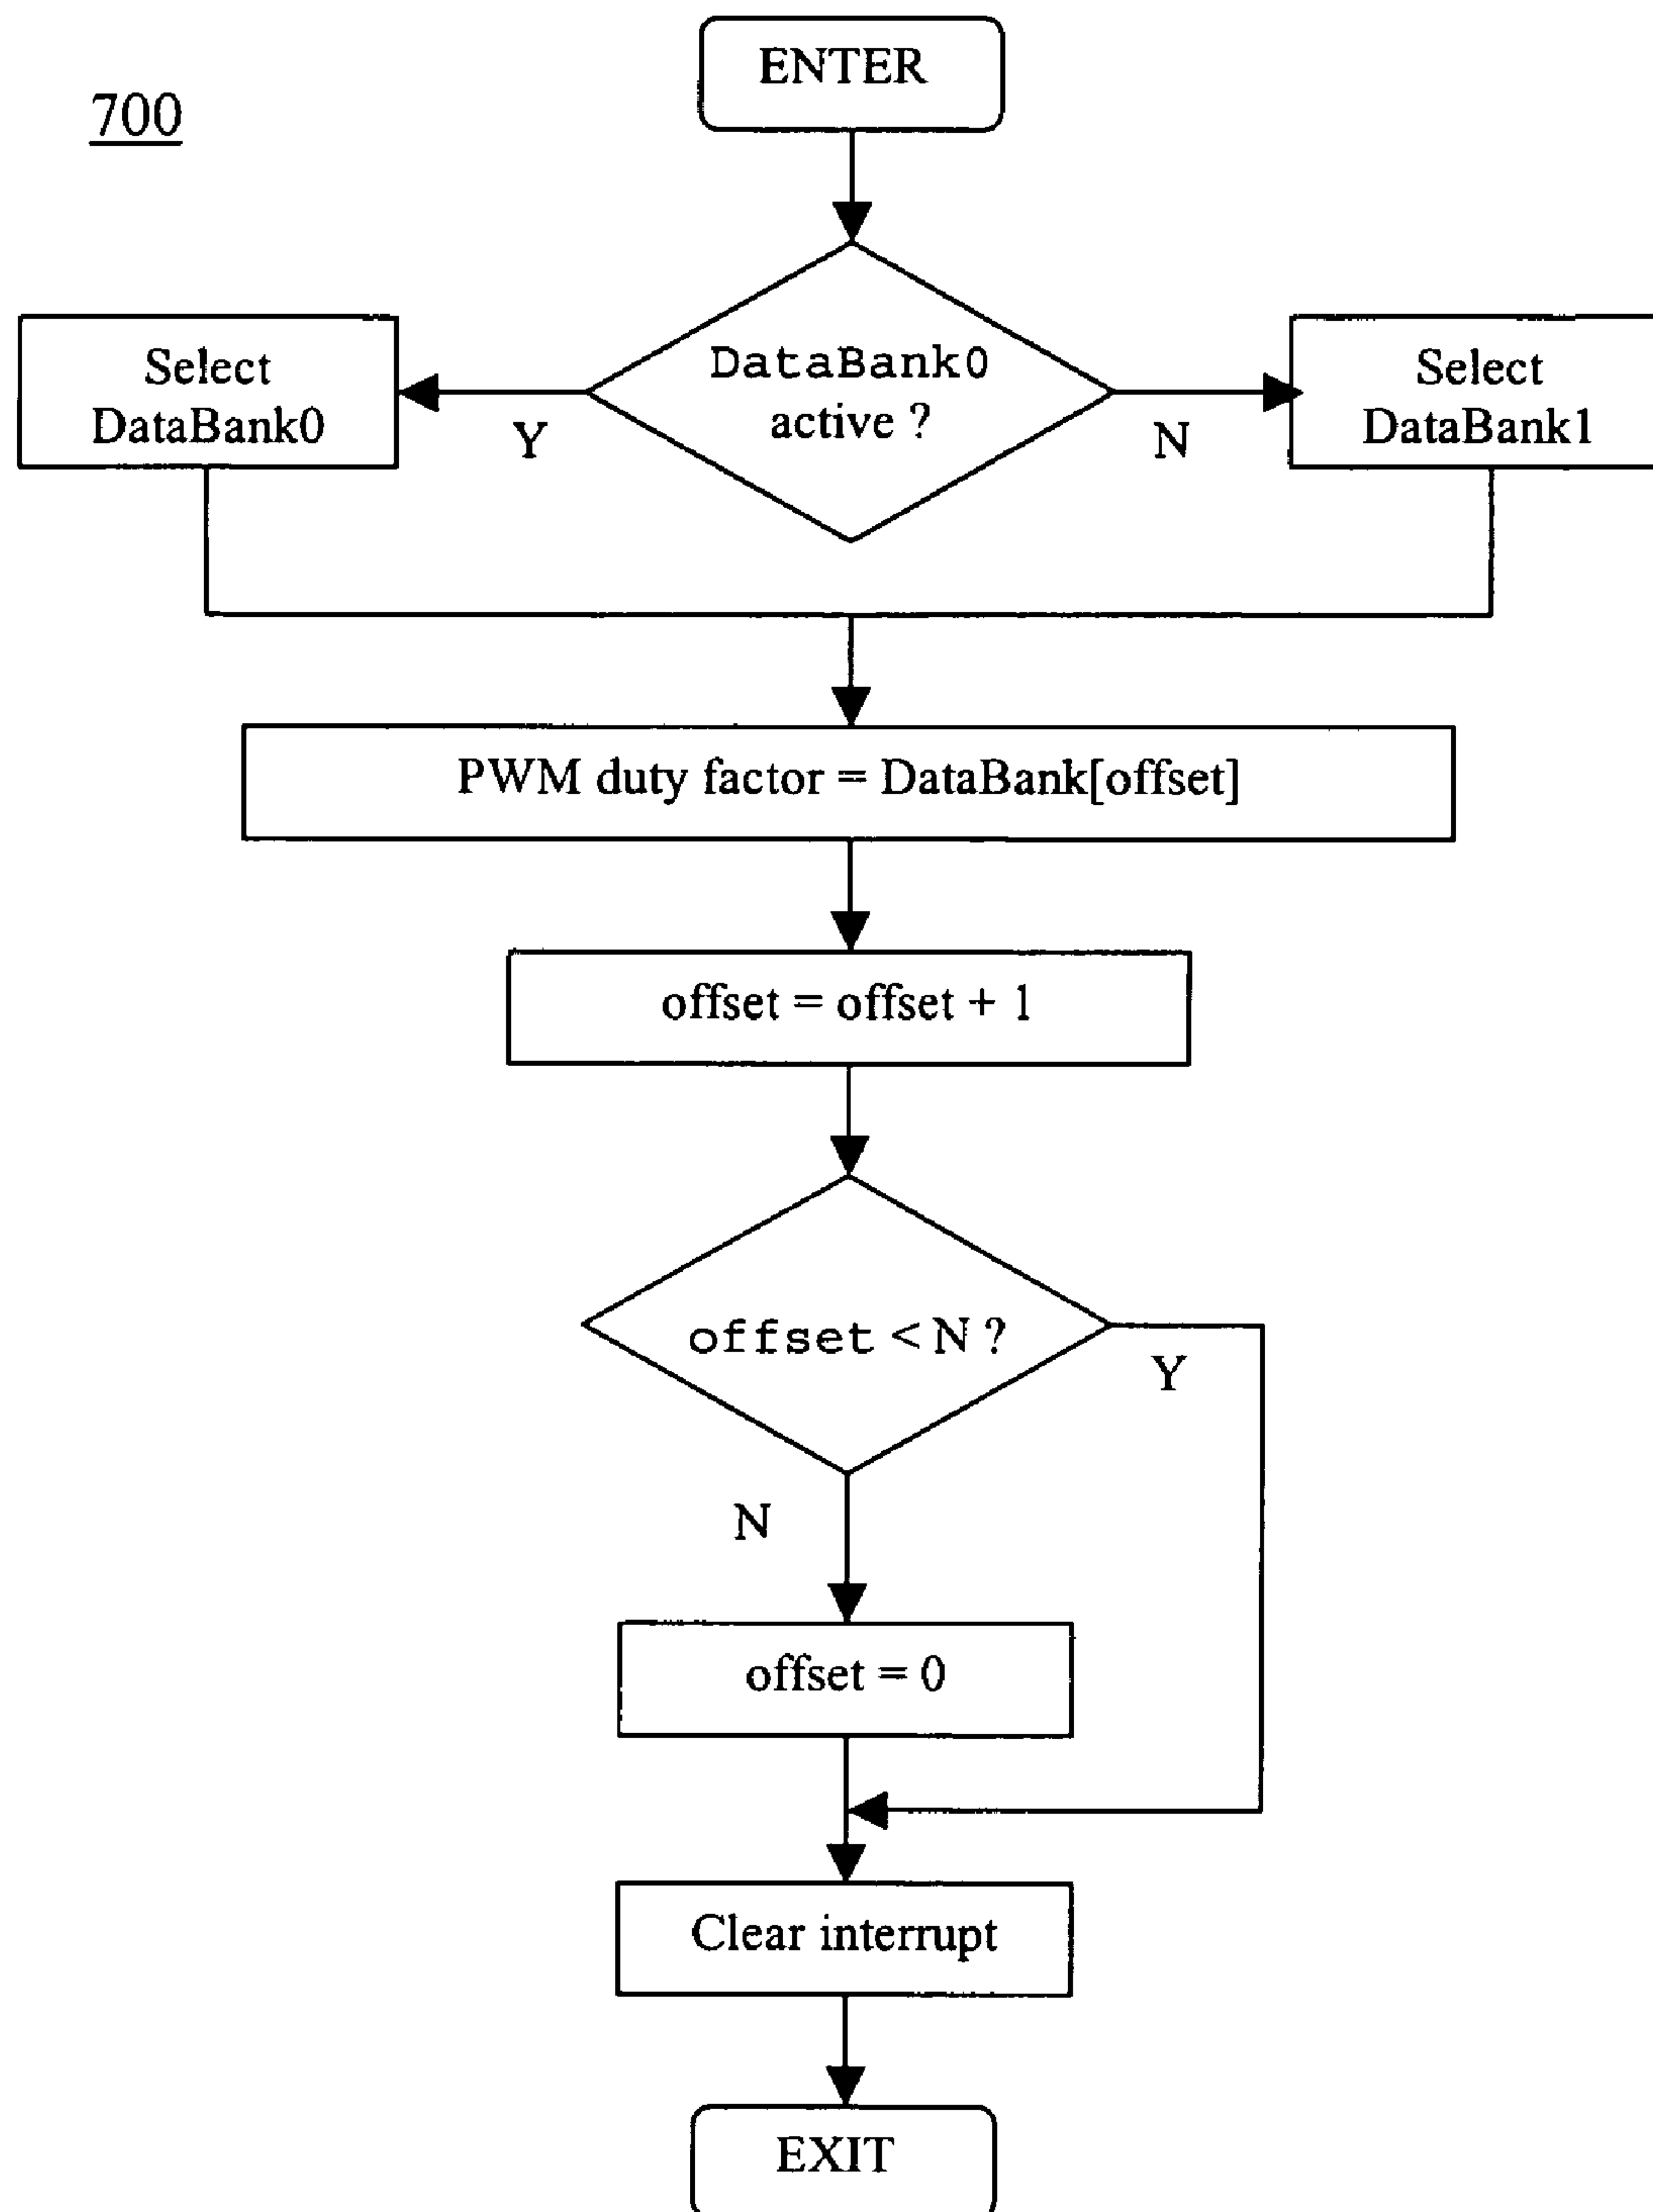 ENTER
700
DataBank0
active ?
Select
DataBank0
Y
N
Select
DataBank1
PWM duty factor = DataBank[offset]
offset = offset + 1
offset < N ?
Y
N
offset = 0
Clear interrupt
EXIT